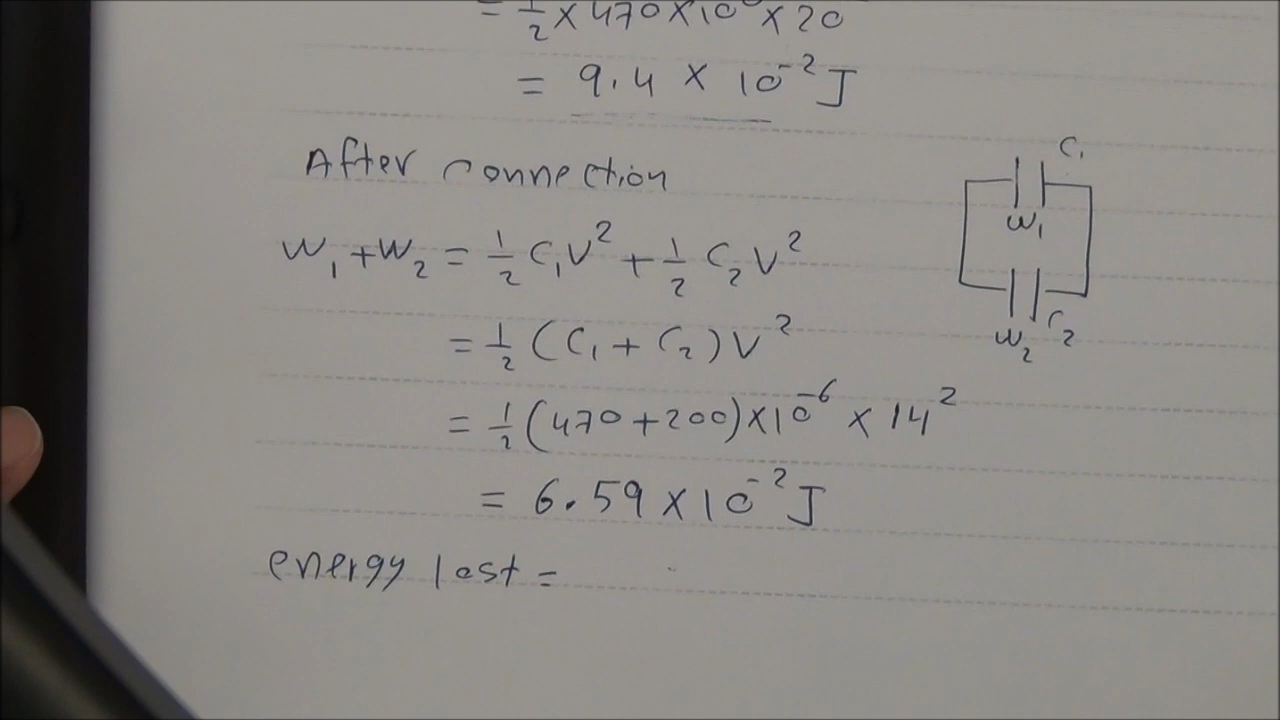 = 1/2 × 470 × 10 × 20
= 9.4 × 10⁻² J
After connection
W₁ + W₂ = 1/2 C₁V² + 1/2 C₂V²
= 1/2 (C₁ + C₂) V²
= 1/2 (470 + 200) × 10⁻⁶ × 14²
= 6.59 × 10⁻² J
energy lost =
C₁
W₁
C₂
W₂